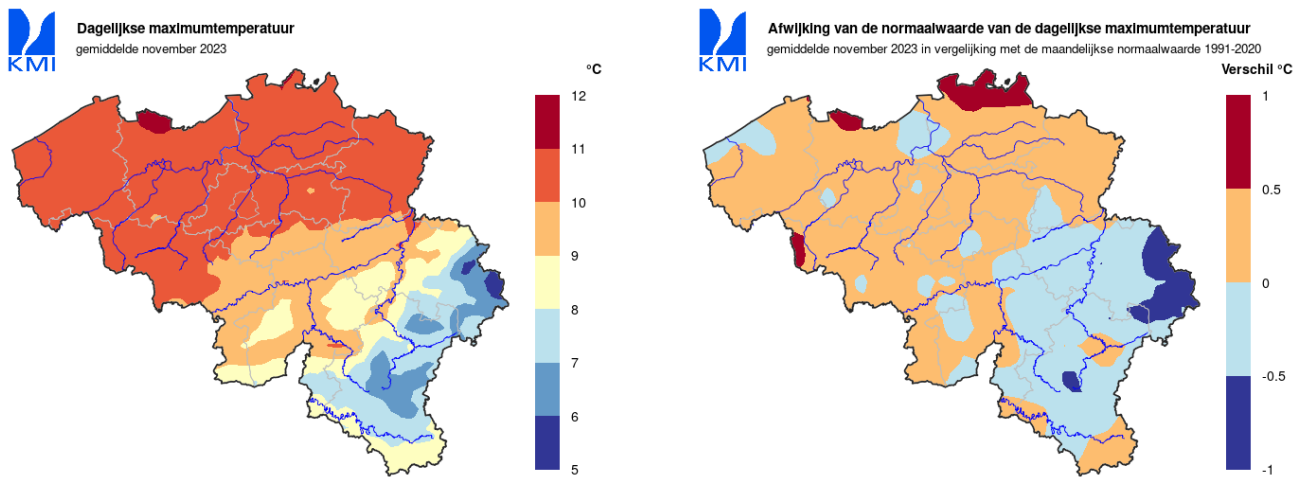 KMI
Dagelijkse maximumtemperatuur
gemiddelde november 2023
°C
12
11
10
9
8
7
6
5
KMI
Afwijking van de normaalwaarde van de dagelijkse maximumtemperatuur
gemiddelde november 2023 in vergelijking met de maandelijkse normaalwaarde 1991-2020
Verschil °C
1
0.5
0
-0.5
-1